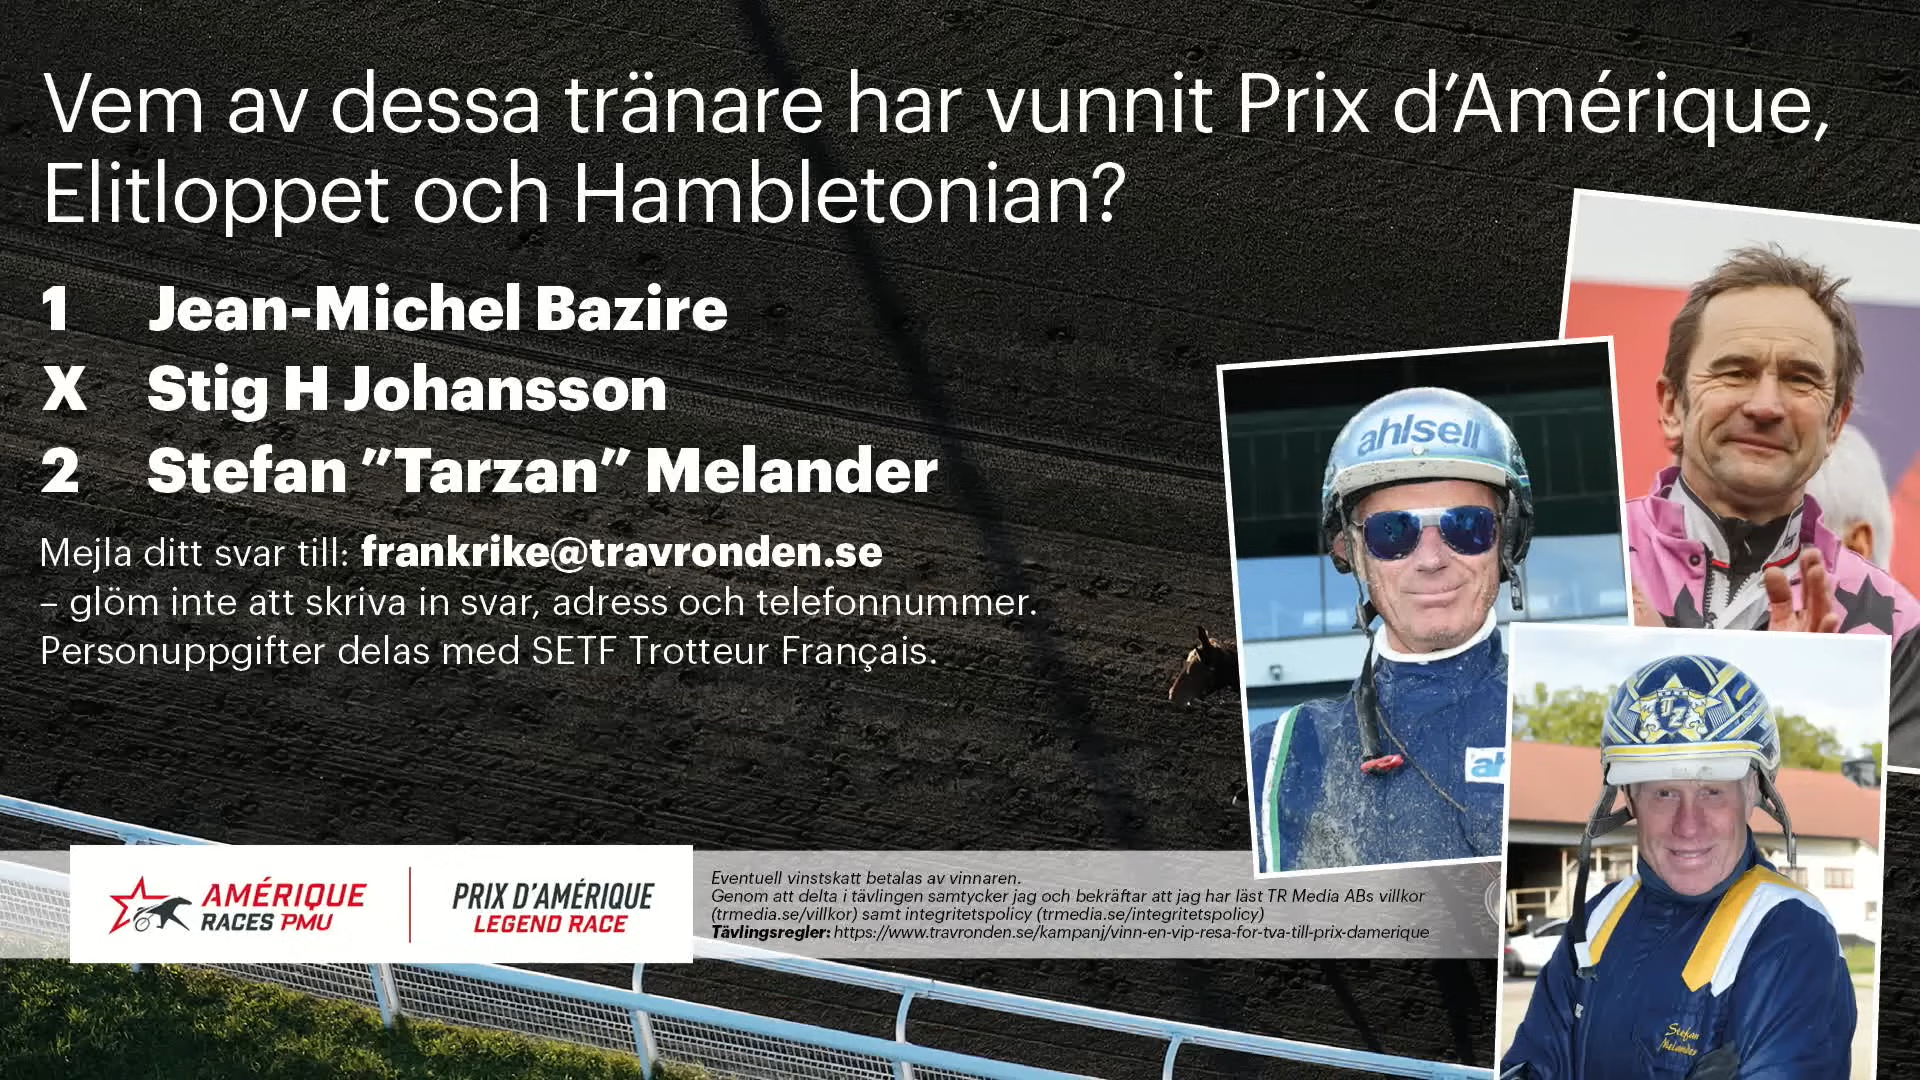 Vem av dessa tränare har vunnit Prix d’Amérique,
Elitloppet och Hambletonian?
1 Jean-Michel Bazire
X Stig H Johansson
2 Stefan ”Tarzan” Melander
Mejla ditt svar till: frankrike@travronden.se
– glöm inte att skriva in svar, adress och telefonnummer.
Personuppgifter delas med SETF Trotteur Français.
ahlsell
ah
TZ
Stefan
Melander
AMÉRIQUE
RACES PMU
PRIX D’AMÉRIQUE
LEGEND RACE
Eventuell vinstskatt betalas av vinnaren.
Genom att delta i tävlingen samtycker jag och bekräftar att jag har läst TR Media ABs villkor
(trmedia.se/villkor) samt integritetspolicy (trmedia.se/integritetspolicy)
Tävlingsregler: https://www.travronden.se/kampanj/vinn-en-vip-resa-for-tva-till-prix-damerique